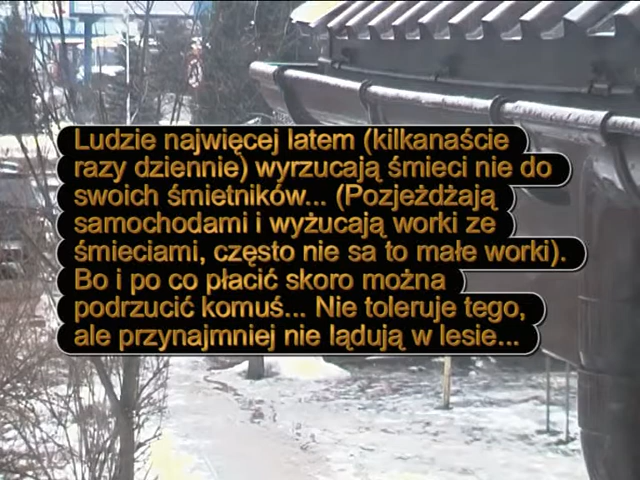 Ludzie najwięcej latem (kilkanaście
razy dziennie) wyrzucają śmieci nie do
swoich śmietników... (Pozjeżdżają
samochodami i wyżucają worki ze
śmieciami, często nie sa to małe worki).
Bo i po co płacić skoro można
podrzucić komuś... Nie toleruje tego,
ale przynajmniej nie lądują w lesie...